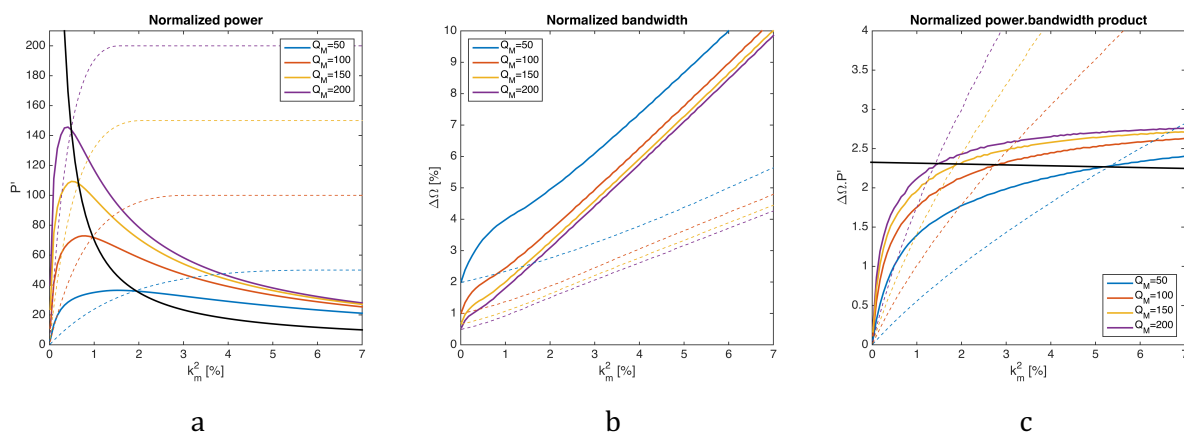 Normalized power
P'
200
180
160
140
120
100
80
60
40
20
0
0 1 2 3 4 5 6 7
k_m^2 [%]
Q_M=50
Q_M=100
Q_M=150
Q_M=200
a
Normalized bandwidth
ΔΩ [%]
10
9
8
7
6
5
4
3
2
1
0
0 1 2 3 4 5 6 7
k_m^2 [%]
Q_M=50
Q_M=100
Q_M=150
Q_M=200
b
Normalized power.bandwidth product
ΔΩ.P'
4
3.5
3
2.5
2
1.5
1
0.5
0
0 1 2 3 4 5 6 7
k_m^2 [%]
Q_M=50
Q_M=100
Q_M=150
Q_M=200
c